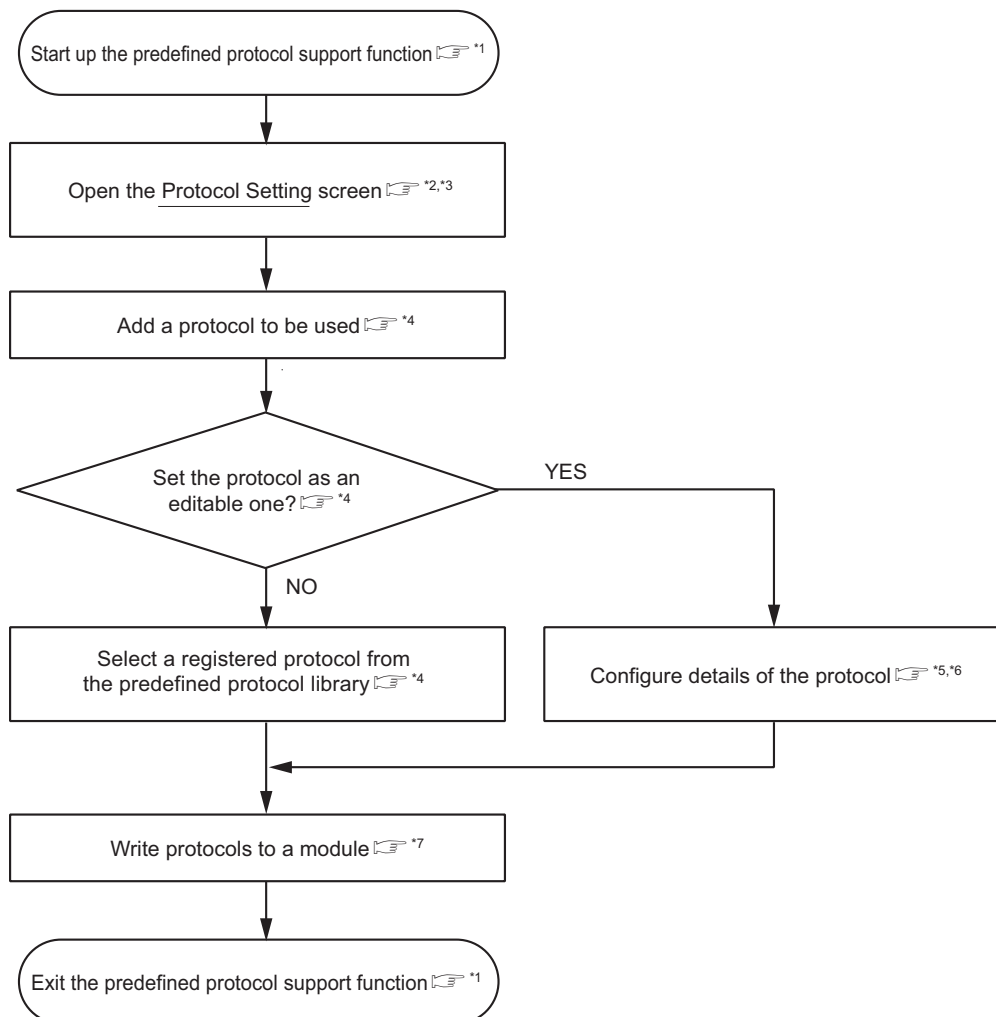 Start up the predefined protocol support function ☞ *1
Open the Protocol Setting screen ☞ *2,*3
Add a protocol to be used ☞ *4
Set the protocol as an
editable one? ☞ *4
YES
NO
Select a registered protocol from
the predefined protocol library ☞ *4
Configure details of the protocol ☞ *5,*6
Write protocols to a module ☞ *7
Exit the predefined protocol support function ☞ *1